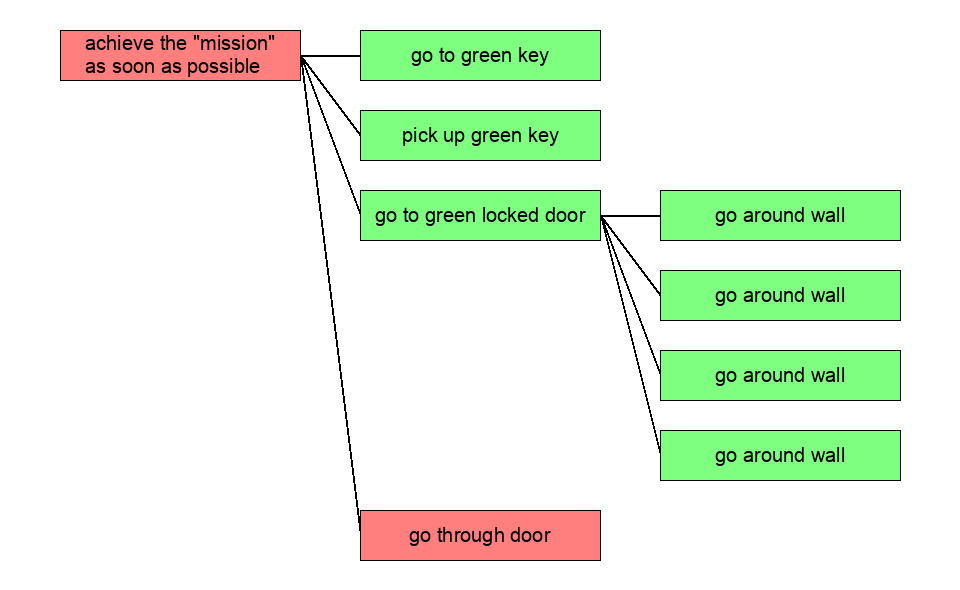 achieve the "mission"
as soon as possible
go to green key
pick up green key
go to green locked door
go around wall
go around wall
go around wall
go around wall
go through door